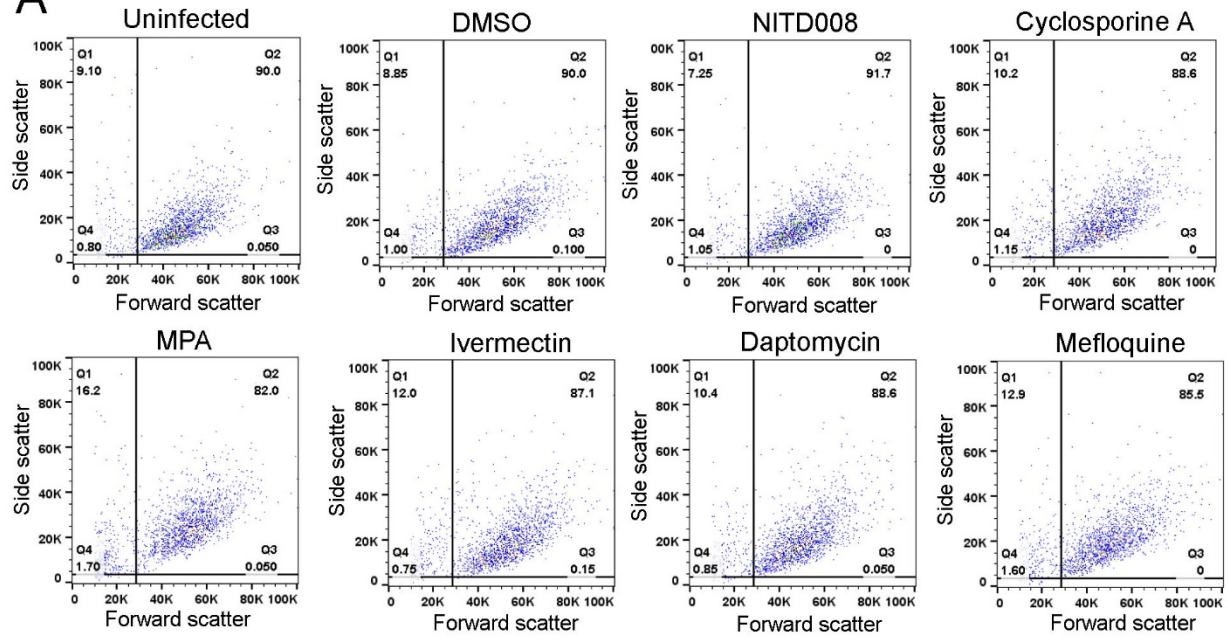 A
Uninfected DMSO NITD008 Cyclosporine A
100K 100K 00K 100K
Q1 Q2 Q1 Q2 Q1 Q2 Q1 Q2
9.10 90.0 8.85 90.0 7.25 91.7 10.2 88.6
80K 80K 80K 80K
60K 60K 60K 60K
Side scatter Side scatter Side scatter Side scatter
40K 40K 40K 40K
20K 20K 20K 20K
Q4 Q3 Q4 Q3 Q4 Q3 Q4 Q3
0.80 0.050 1.00 0.100 1.05 0 1.15 0
0 0 0 0
0 20K 40K 60K 80K 100K 0 20K 40K 60K 80K 100K 0 20K 40K 60K 80K 100K 0 20K 40K 60K 80K 100K
Forward scatter Forward scatter Forward scatter Forward scatter
MPA Ivermectin Daptomycin Mefloquine
100K 100K 100K 100K
Q1 Q2 Q1 Q2 Q1 Q2 Q1 Q2
16.2 82.0 12.0 87.1 10.4 88.6 12.9 85.5
80K 80K 80K 80K
60K 60K 60K 60K
Side scatter Side scatter Side scatter Side scatter
40K 40K 40K 40K
20K 20K 20K 20K
Q4 Q3 Q4 Q3 Q4 Q3 Q4 Q3
1.70 0.050 0.75 0.15 0.85 0.050 1.60 0
0 0 0 0
0 20K 40K 60K 80K 100K 0 20K 40K 60K 80K 100K 0 20K 40K 60K 80K 100K 0 20K 40K 60K 80K 100K
Forward scatter Forward scatter Forward scatter Forward scatter